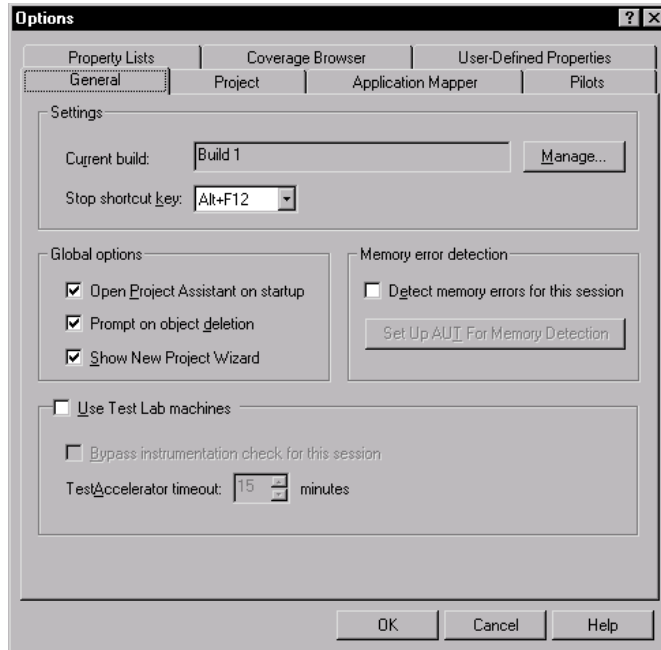 Options
Property Lists Coverage Browser User-Defined Properties
General Project Application Mapper Pilots
Settings
Current build: Build 1 Manage...
Stop shortcut key: Alt+F12
Global options Memory error detection
Open Project Assistant on startup Detect memory errors for this session
Prompt on object deletion Set Up AUT For Memory Detection
Show New Project Wizard
Use Test Lab machines
Bypass instrumentation check for this session
TestAccelerator timeout: 15 minutes
OK Cancel Help